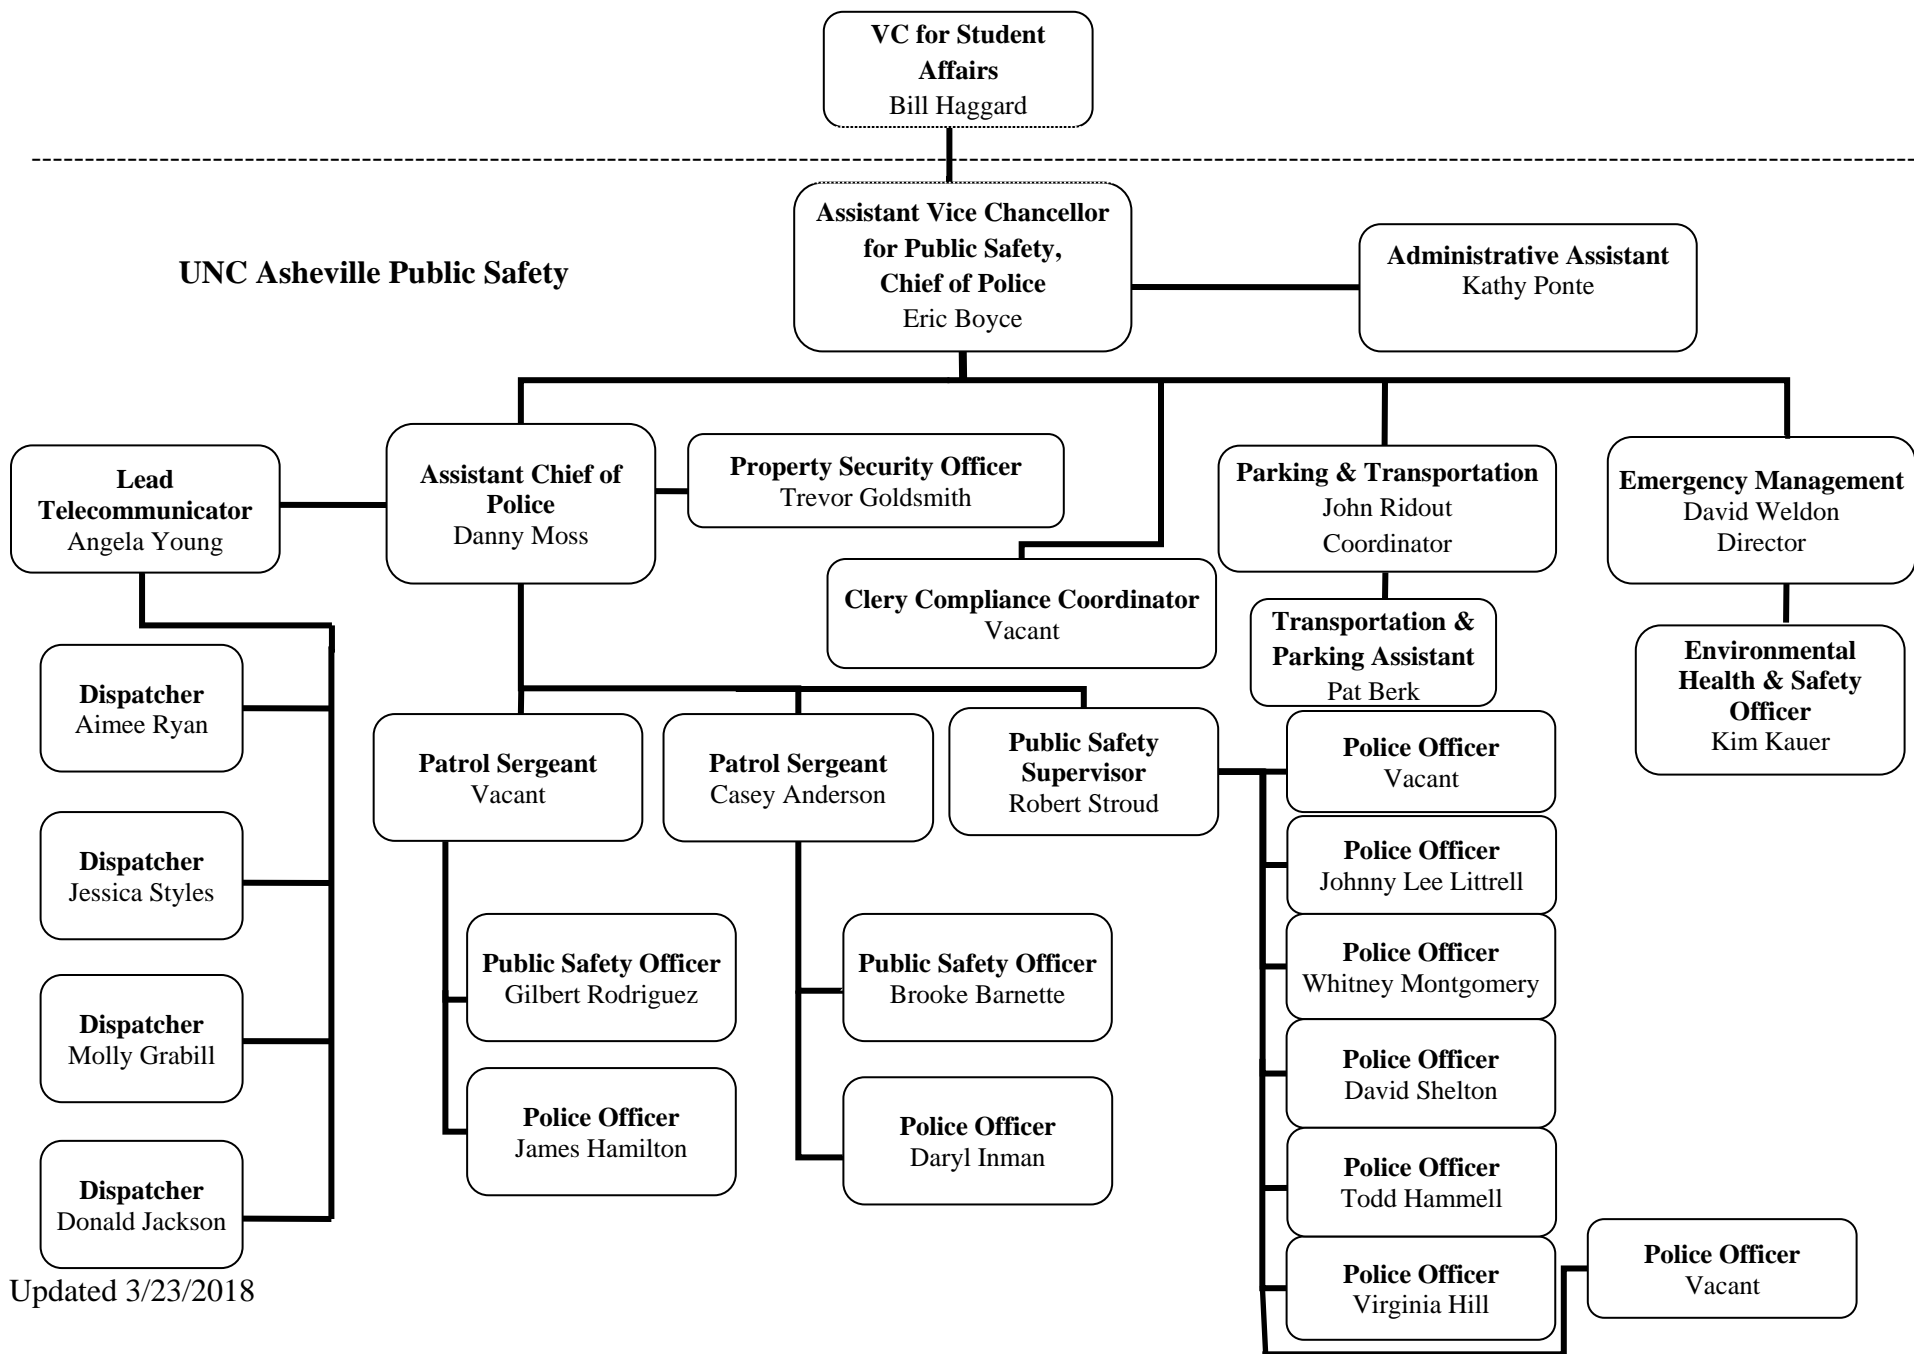 VC for Student
Affairs
Bill Haggard
UNC Asheville Public Safety
Assistant Vice Chancellor
for Public Safety,
Chief of Police
Eric Boyce
Administrative Assistant
Kathy Ponte
Lead
Telecommunicator
Angela Young
Assistant Chief of
Police
Danny Moss
Property Security Officer
Trevor Goldsmith
Clery Compliance Coordinator
Vacant
Parking & Transportation
John Ridout
Coordinator
Transportation &
Parking Assistant
Pat Berk
Emergency Management
David Weldon
Director
Environmental
Health & Safety
Officer
Kim Kauer
Dispatcher
Aimee Ryan
Dispatcher
Jessica Styles
Dispatcher
Molly Grabill
Dispatcher
Donald Jackson
Patrol Sergeant
Vacant
Public Safety Officer
Gilbert Rodriguez
Police Officer
James Hamilton
Patrol Sergeant
Casey Anderson
Public Safety Officer
Brooke Barnette
Police Officer
Daryl Inman
Public Safety
Supervisor
Robert Stroud
Police Officer
Vacant
Police Officer
Johnny Lee Littrell
Police Officer
Whitney Montgomery
Police Officer
David Shelton
Police Officer
Todd Hammell
Police Officer
Virginia Hill
Police Officer
Vacant
Updated 3/23/2018